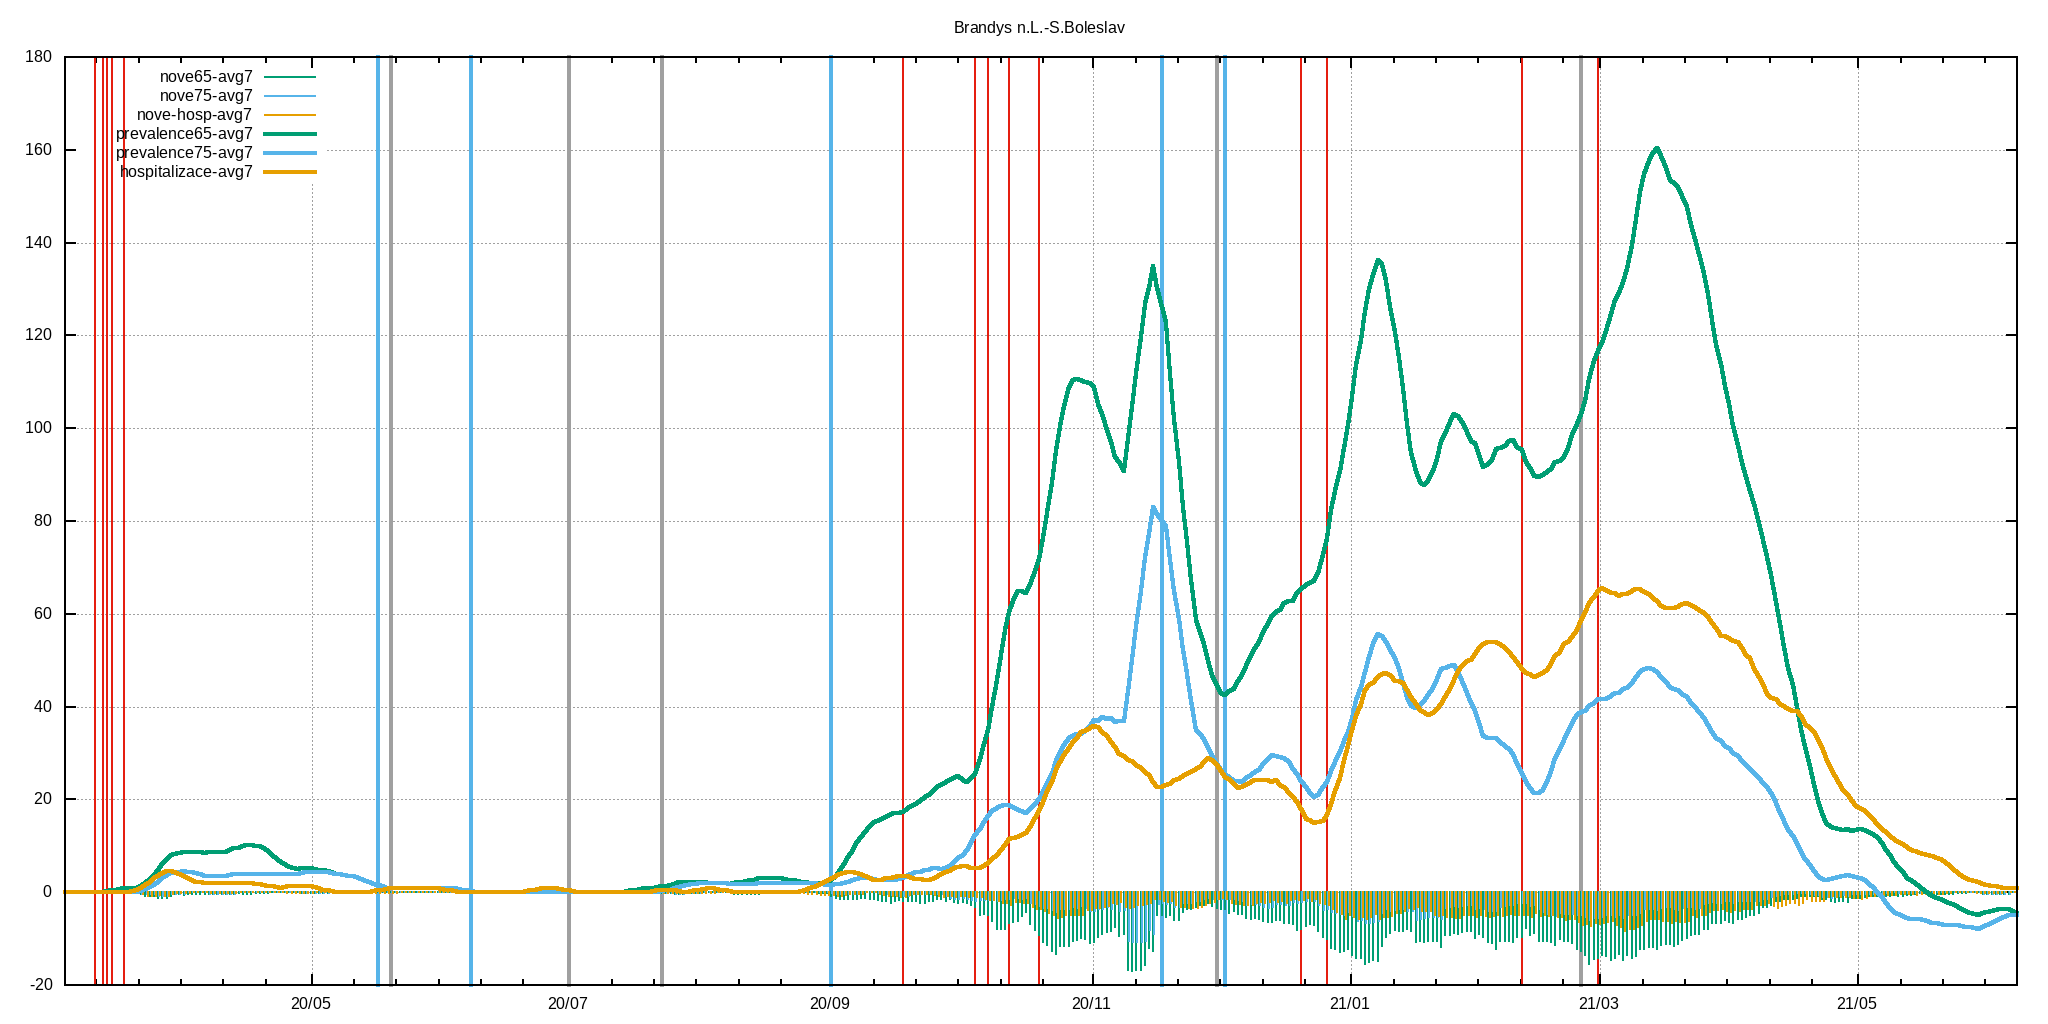 Brandys n.L.-S.Boleslav
180
160
140
120
100
80
60
40
20
0
-20
nove65-avg7
nove75-avg7
nove-hosp-avg7
prevalence65-avg7
prevalence75-avg7
hospitalizace-avg7
20/05
20/07
20/09
20/11
21/01
21/03
21/05